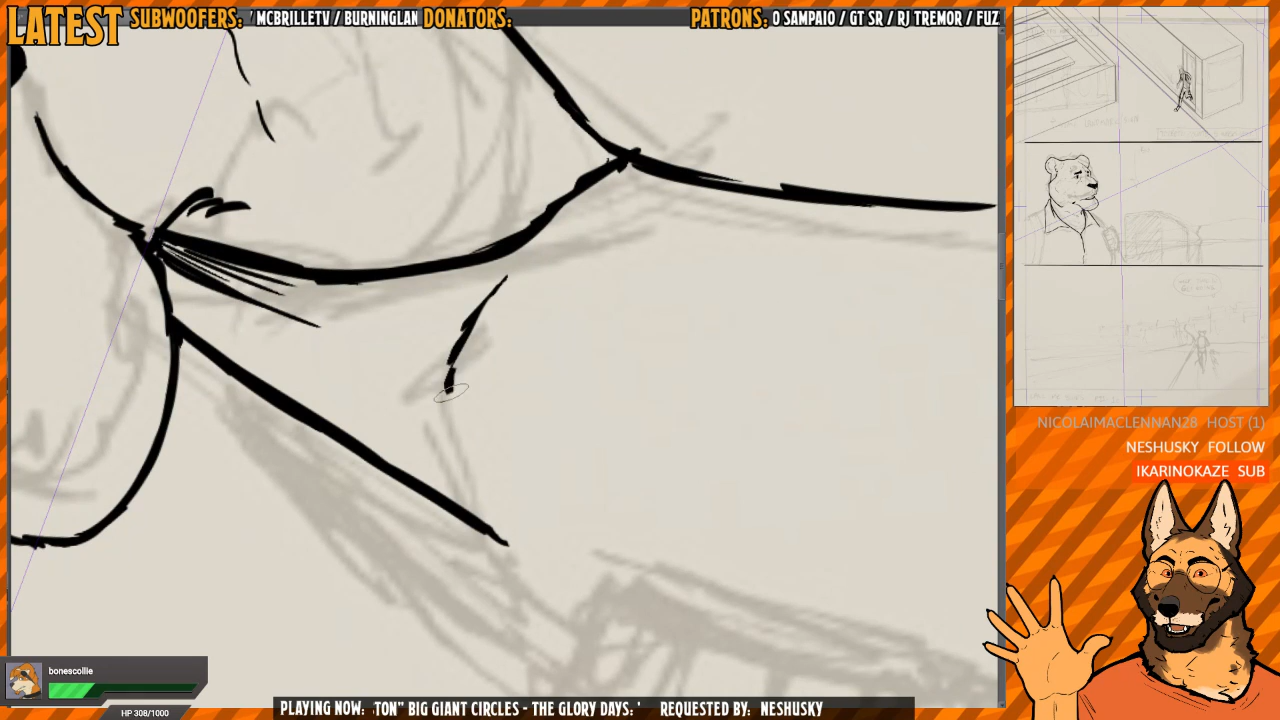 LATEST SUBWOOFERS: ' MCBRILLETV / BURNINGLAN DONATORS: PATRONS: O SAMPAIO / GT SR / RJ TREMOR / FUZ
NICOLAIMACLENNAN28 HOST (1)
NESHUSKY FOLLOW
IKARINOKAZE SUB
bonescollie
HP 308/1000
PLAYING NOW: TON" BIG GIANT CIRCLES - THE GLORY DAYS: ' REQUESTED BY: NESHUSKY